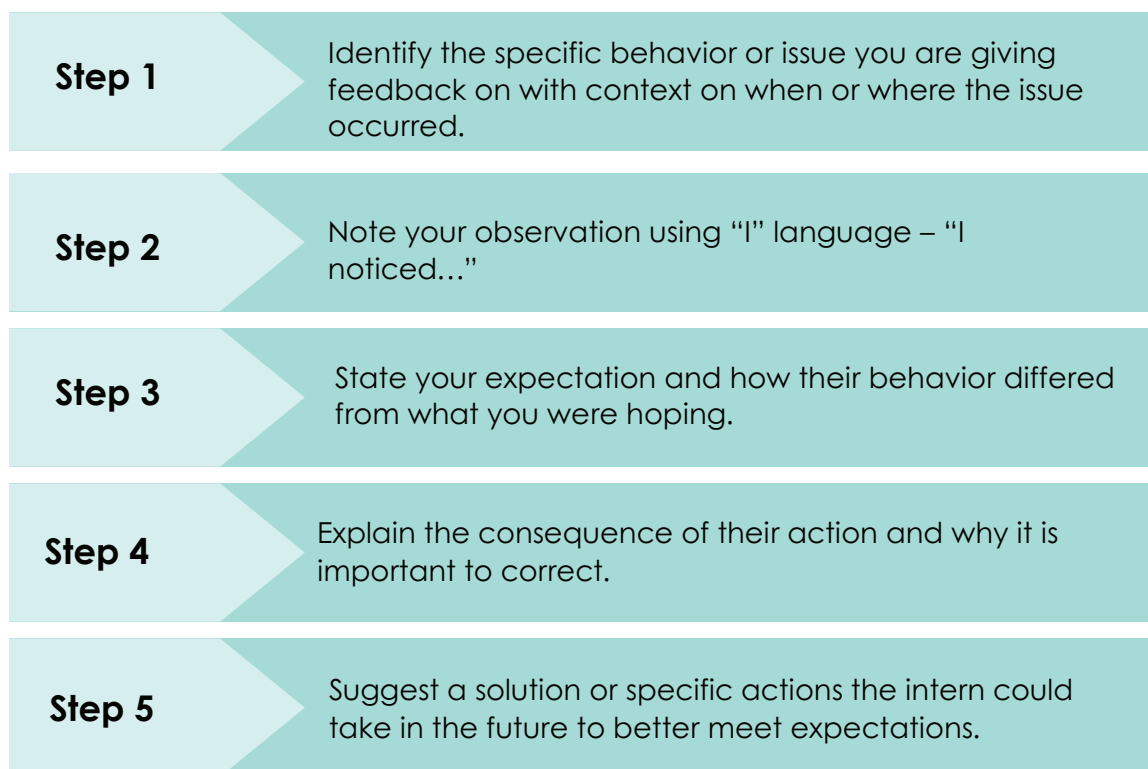 Step 1
Identify the specific behavior or issue you are giving
feedback on with context on when or where the issue
occurred.
Step 2
Note your observation using “I” language – “I
noticed…”
Step 3
State your expectation and how their behavior differed
from what you were hoping.
Step 4
Explain the consequence of their action and why it is
important to correct.
Step 5
Suggest a solution or specific actions the intern could
take in the future to better meet expectations.